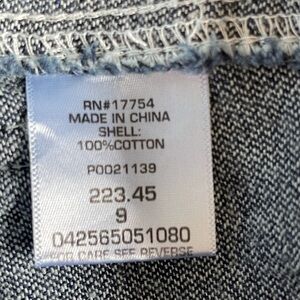 RN#17754
MADE IN CHINA
SHELL:
100%COTTON
P0021139
223.45
9
042565051080
FOR CARE SEE REVERSE